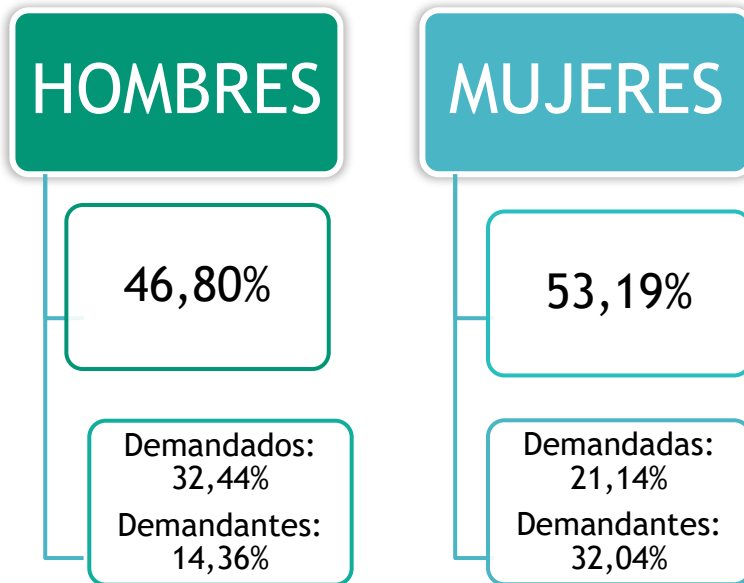 HOMBRES
46,80%
Demandados:
32,44%
Demandantes:
14,36%
MUJERES
53,19%
Demandadas:
21,14%
Demandantes:
32,04%